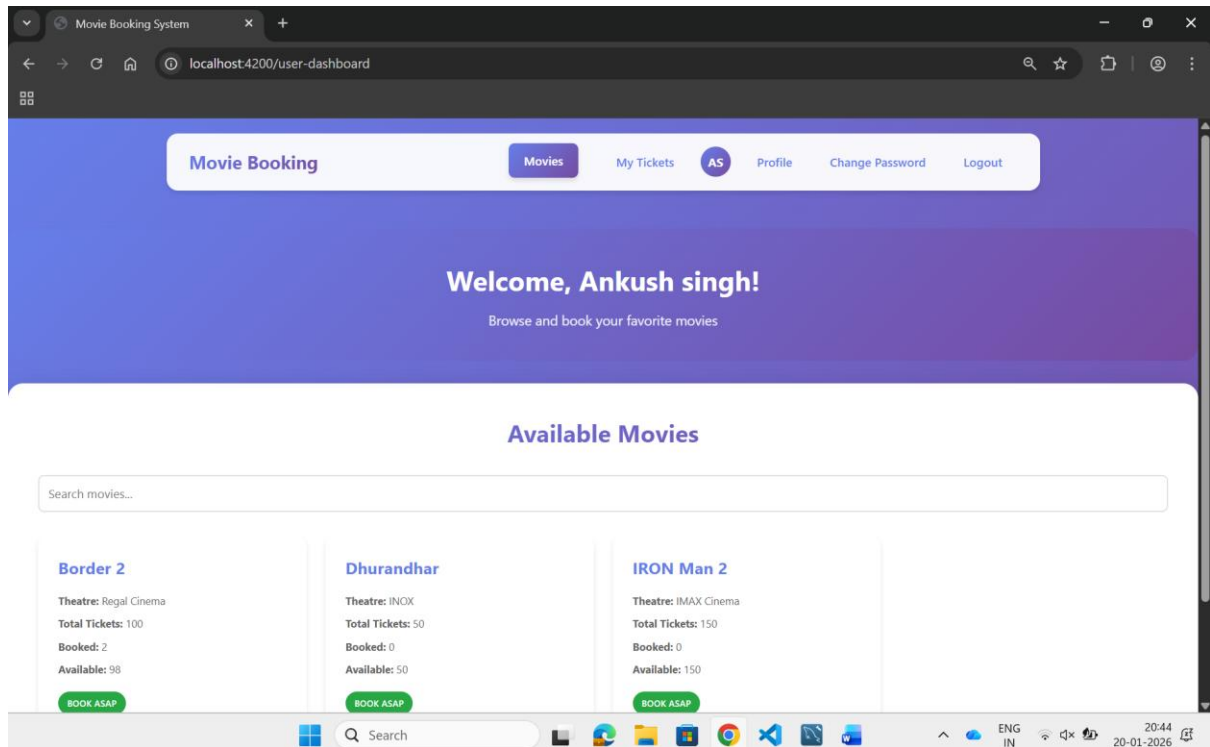 Movie Booking System
localhost:4200/user-dashboard
Movie Booking
Movies
My Tickets
AS
Profile
Change Password
Logout
Welcome, Ankush singh!
Browse and book your favorite movies
Available Movies
Search movies...
Border 2
Theatre: Regal Cinema
Total Tickets: 100
Booked: 2
Available: 98
BOOK ASAP
Dhurandhar
Theatre: INOX
Total Tickets: 50
Booked: 0
Available: 50
BOOK ASAP
IRON Man 2
Theatre: IMAX Cinema
Total Tickets: 150
Booked: 0
Available: 150
BOOK ASAP
Search
ENG
IN
20:44
20-01-2026